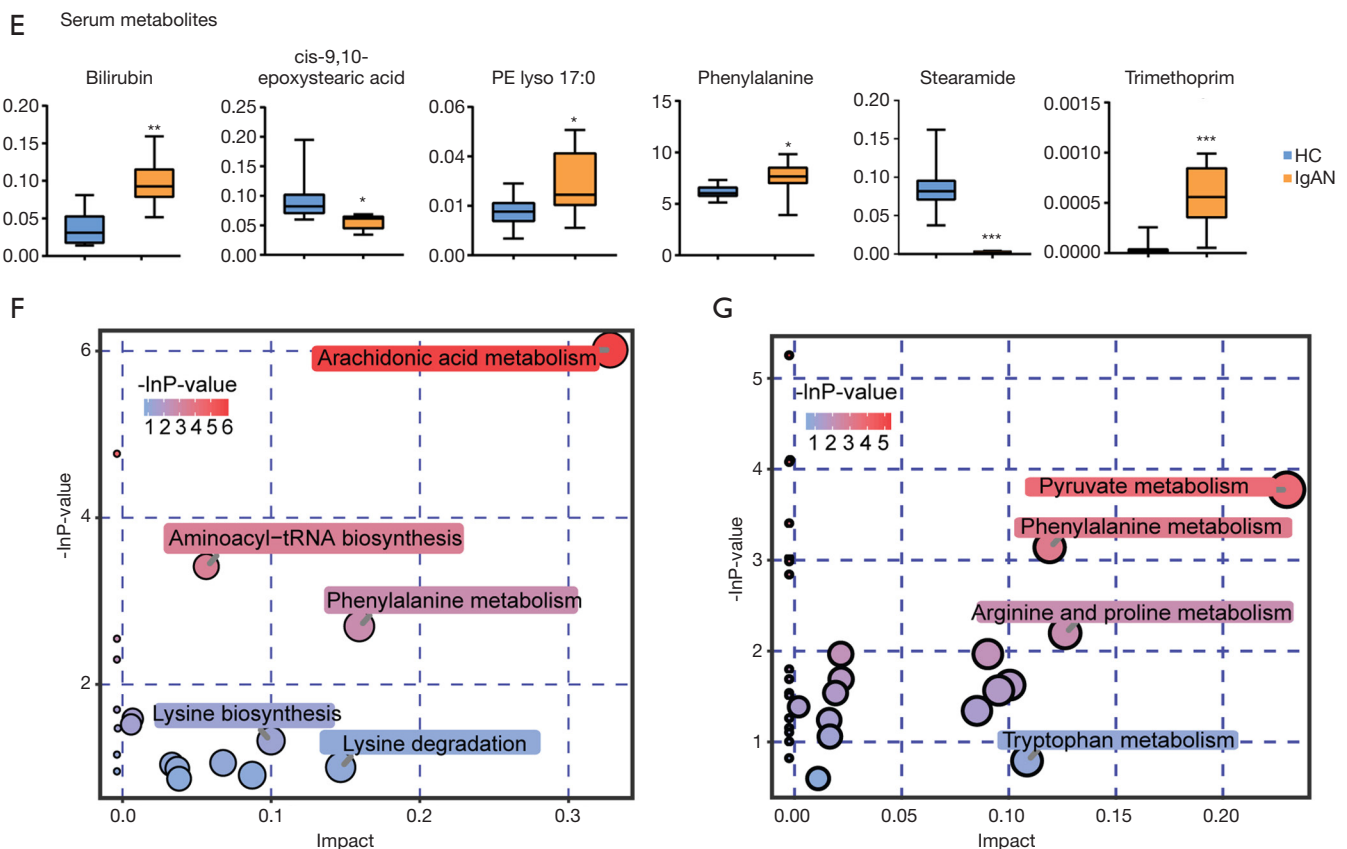 E
Serum metabolites
Bilirubin
cis-9,10-
epoxystearic acid
PE lyso 17:0
Phenylalanine
Stearamide
Trimethoprim
0.20
0.15
0.10
0.05
0.00
**
0.25
0.20
0.15
0.10
0.05
0.00
*
0.06
0.04
0.01
0.00
*
15
10
5
0
*
0.20
0.15
0.10
0.05
0.00
***
0.0015
0.0010
0.0005
0.0000
***
HC
IgAN
F
-lnP-value
6
4
2
-lnP-value
1 2 3 4 5 6
Arachidonic acid metabolism
Aminoacyl−tRNA biosynthesis
Phenylalanine metabolism
Lysine biosynthesis
Lysine degradation
0.0 0.1 0.2 0.3
Impact
G
-lnP-value
5
4
3
2
1
-lnP-value
1 2 3 4 5
Pyruvate metabolism
Phenylalanine metabolism
Arginine and proline metabolism
Tryptophan metabolism
0.00 0.05 0.10 0.15 0.20
Impact